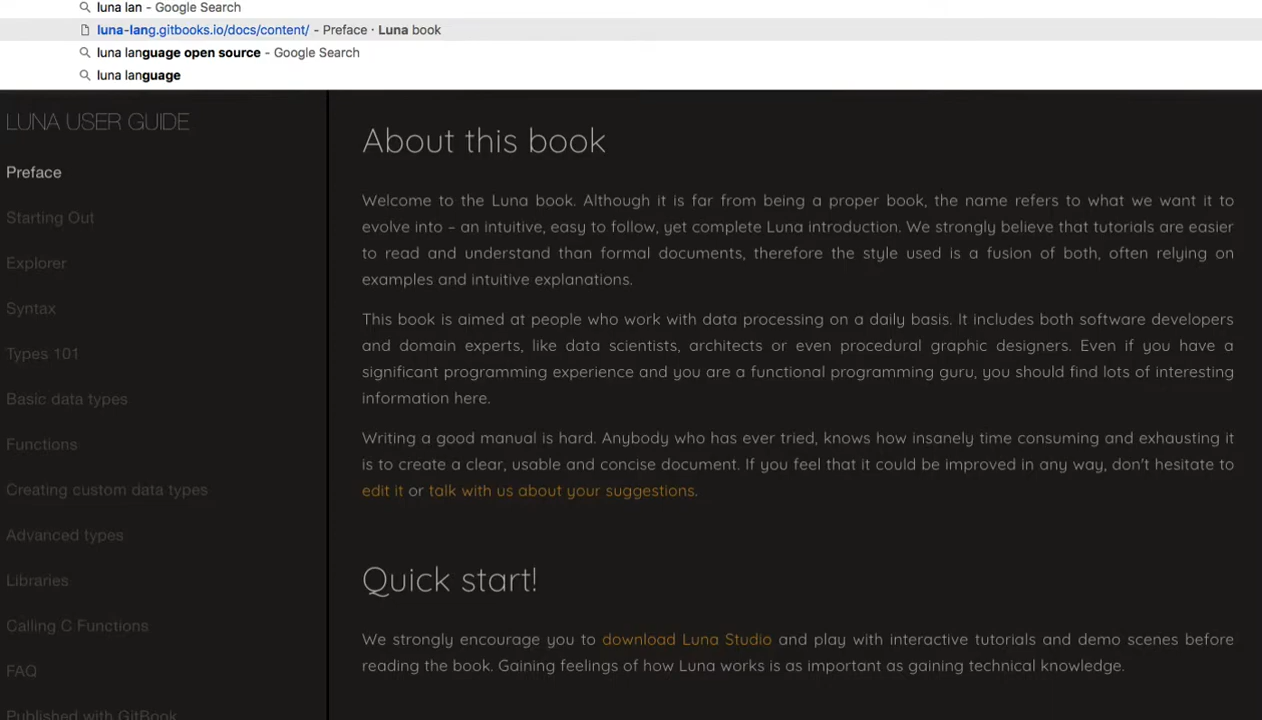 luna lan - Google Search
luna-lang.gitbooks.io/docs/content/ - Preface · Luna book
luna language open source - Google Search
luna language
LUNA USER GUIDE
Preface
Starting Out
Explorer
Syntax
Types 101
Basic data types
Functions
Creating custom data types
Advanced types
Libraries
Calling C Functions
FAQ
Published with GitBook
About this book
Welcome to the Luna book. Although it is far from being a proper book, the name refers to what we want it to
evolve into – an intuitive, easy to follow, yet complete Luna introduction. We strongly believe that tutorials are easier
to read and understand than formal documents, therefore the style used is a fusion of both, often relying on
examples and intuitive explanations.
This book is aimed at people who work with data processing on a daily basis. It includes both software developers
and domain experts, like data scientists, architects or even procedural graphic designers. Even if you have a
significant programming experience and you are a functional programming guru, you should find lots of interesting
information here.
Writing a good manual is hard. Anybody who has ever tried, knows how insanely time consuming and exhausting it
is to create a clear, usable and concise document. If you feel that it could be improved in any way, don't hesitate to
edit it or talk with us about your suggestions.
Quick start!
We strongly encourage you to download Luna Studio and play with interactive tutorials and demo scenes before
reading the book. Gaining feelings of how Luna works is as important as gaining technical knowledge.